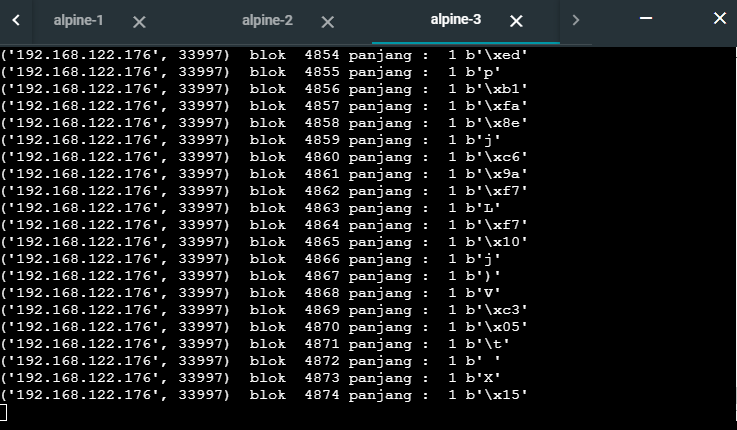 alpine-1 alpine-2 alpine-3
('192.168.122.176', 33997)  blok  4854 panjang :  1 b'\xed'
('192.168.122.176', 33997)  blok  4855 panjang :  1 b'p'
('192.168.122.176', 33997)  blok  4856 panjang :  1 b'\xb1'
('192.168.122.176', 33997)  blok  4857 panjang :  1 b'\xfa'
('192.168.122.176', 33997)  blok  4858 panjang :  1 b'\x8e'
('192.168.122.176', 33997)  blok  4859 panjang :  1 b'j'
('192.168.122.176', 33997)  blok  4860 panjang :  1 b'\xc6'
('192.168.122.176', 33997)  blok  4861 panjang :  1 b'\x9a'
('192.168.122.176', 33997)  blok  4862 panjang :  1 b'\xf7'
('192.168.122.176', 33997)  blok  4863 panjang :  1 b'L'
('192.168.122.176', 33997)  blok  4864 panjang :  1 b'\xf7'
('192.168.122.176', 33997)  blok  4865 panjang :  1 b'\x10'
('192.168.122.176', 33997)  blok  4866 panjang :  1 b'j'
('192.168.122.176', 33997)  blok  4867 panjang :  1 b')'
('192.168.122.176', 33997)  blok  4868 panjang :  1 b'V'
('192.168.122.176', 33997)  blok  4869 panjang :  1 b'\xc3'
('192.168.122.176', 33997)  blok  4870 panjang :  1 b'\x05'
('192.168.122.176', 33997)  blok  4871 panjang :  1 b'\t'
('192.168.122.176', 33997)  blok  4872 panjang :  1 b' '
('192.168.122.176', 33997)  blok  4873 panjang :  1 b'X'
('192.168.122.176', 33997)  blok  4874 panjang :  1 b'\x15'